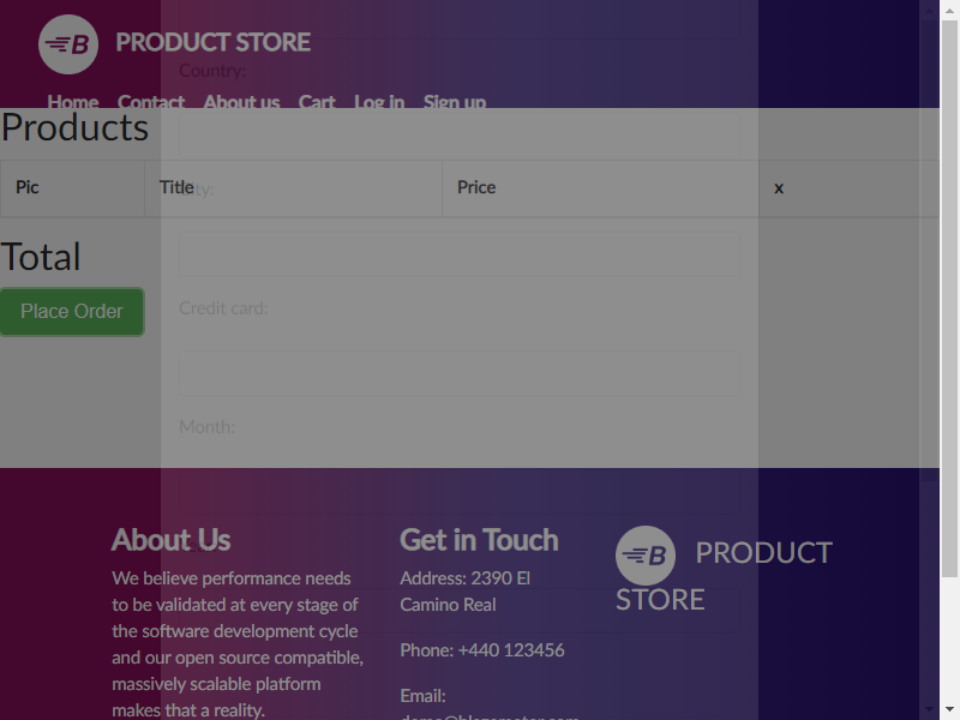 B PRODUCT STORE
Country:
Home Contact About us Cart Log in Sign up
Products
Pic Title Price x
City:
Total
Credit card:
Place Order
Month:
About Us
We believe performance needs
to be validated at every stage of
the software development cycle
and our open source compatible,
massively scalable platform
makes that a reality.
Get in Touch
Address: 2390 El
Camino Real
Phone: +440 123456
Email:
demo@blazemeter.com
B PRODUCT
STORE